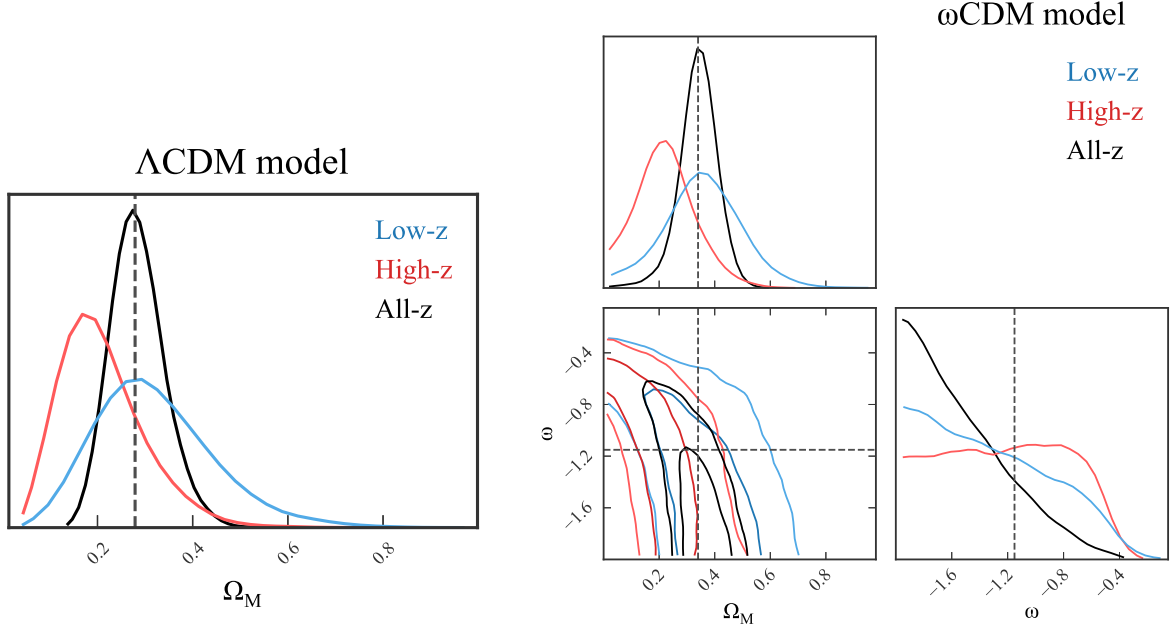 ΛCDM model
Low-z
High-z
All-z
0.2
0.4
0.6
0.8
Ω_M
ωCDM model
Low-z
High-z
All-z
−0.4
−0.8
−1.2
−1.6
ω
0.2
0.4
0.6
0.8
Ω_M
−1.6
−1.2
−0.8
−0.4
ω